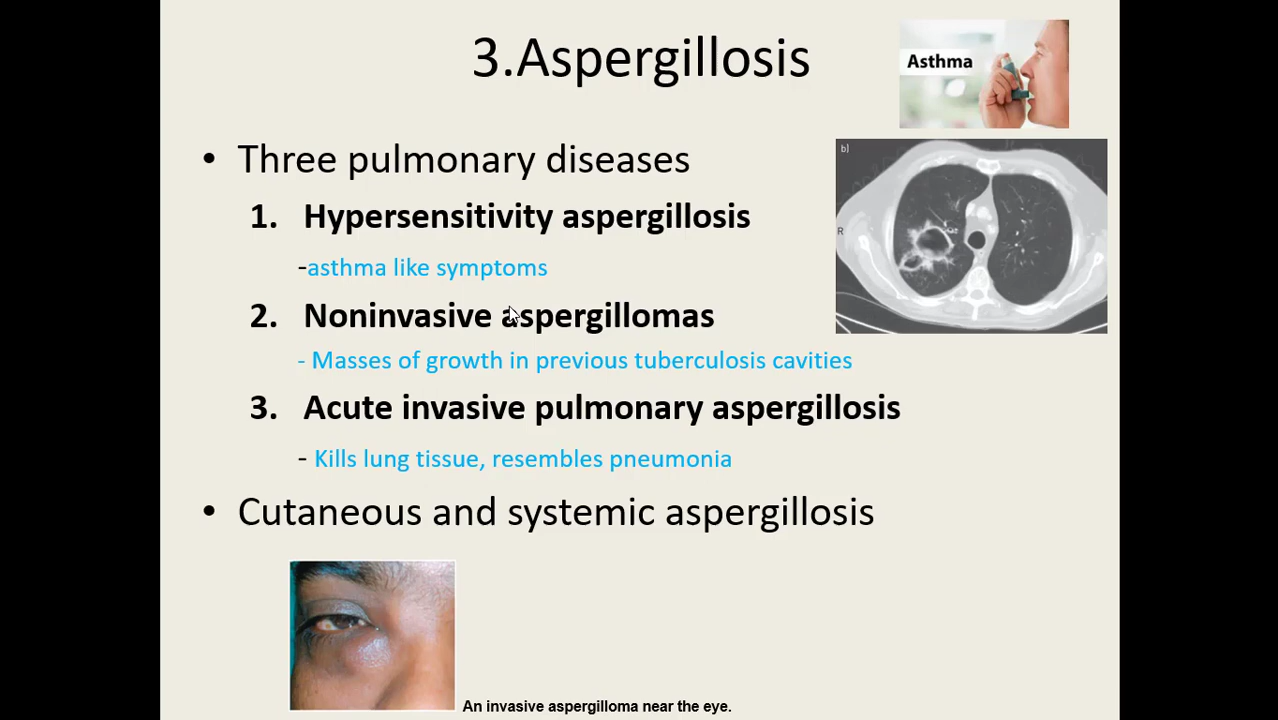 3.Aspergillosis
Asthma
• Three pulmonary diseases
b)
R
1. Hypersensitivity aspergillosis
-asthma like symptoms
2. Noninvasive aspergillomas
- Masses of growth in previous tuberculosis cavities
3. Acute invasive pulmonary aspergillosis
- Kills lung tissue, resembles pneumonia
• Cutaneous and systemic aspergillosis
An invasive aspergilloma near the eye.